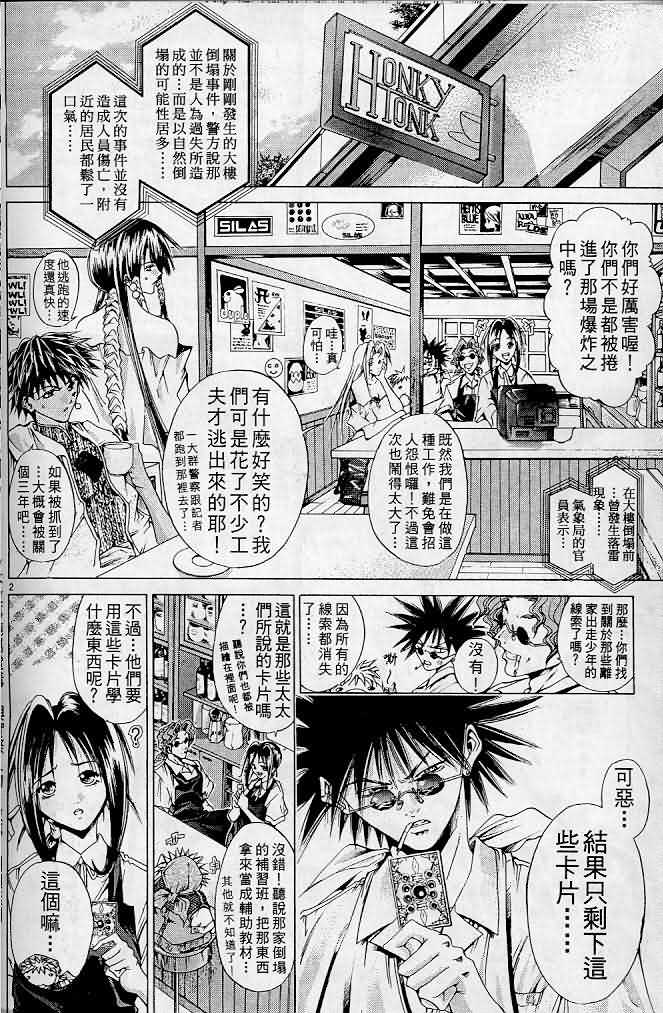 HONKY
TONK
關於剛剛發生的大樓
倒塌事件，警方說那
並不是人為過失所造
成的…而是以自然倒
塌的可能性居多……
這次的事件並沒有
造成人員傷亡，附
近的居民都鬆了一
口氣……
你們好厲害喔！
你們不是都被捲
進了那場爆炸之
中嗎？
SILAS
SILAS
哇…真
可怕…
他逃跑的速
度還真快…
有什麼好笑的？我
們可是花了不少工
夫才逃出來的耶！
一大群警察跟記者
都跑到那裡去了…
如果被抓到了
…大概會被關
個三年吧…
既然我們是在做這
種工作，難免會招
人怨恨囉！不過這
次也鬧得太大了！
在大樓倒塌前
…曾發生落雷
現象…
氣象局的官
員表示…
那麼…你們找
到關於那些離
家出走少年的
線索了嗎？
沒有！
因為所有的
線索都消失
了……
可惡…
結果只剩下這
些卡片……
這就是那些太太
們所說的卡片嗎
…？
聽說你們也都被
描繪在裡面呢！
沒錯！聽說那家倒塌
的補習班，把那東西
拿來當成輔助教材…
其他就不知道了！
不過…他們要
用這些卡片學
什麼東西呢？
？
這個嘛…
2